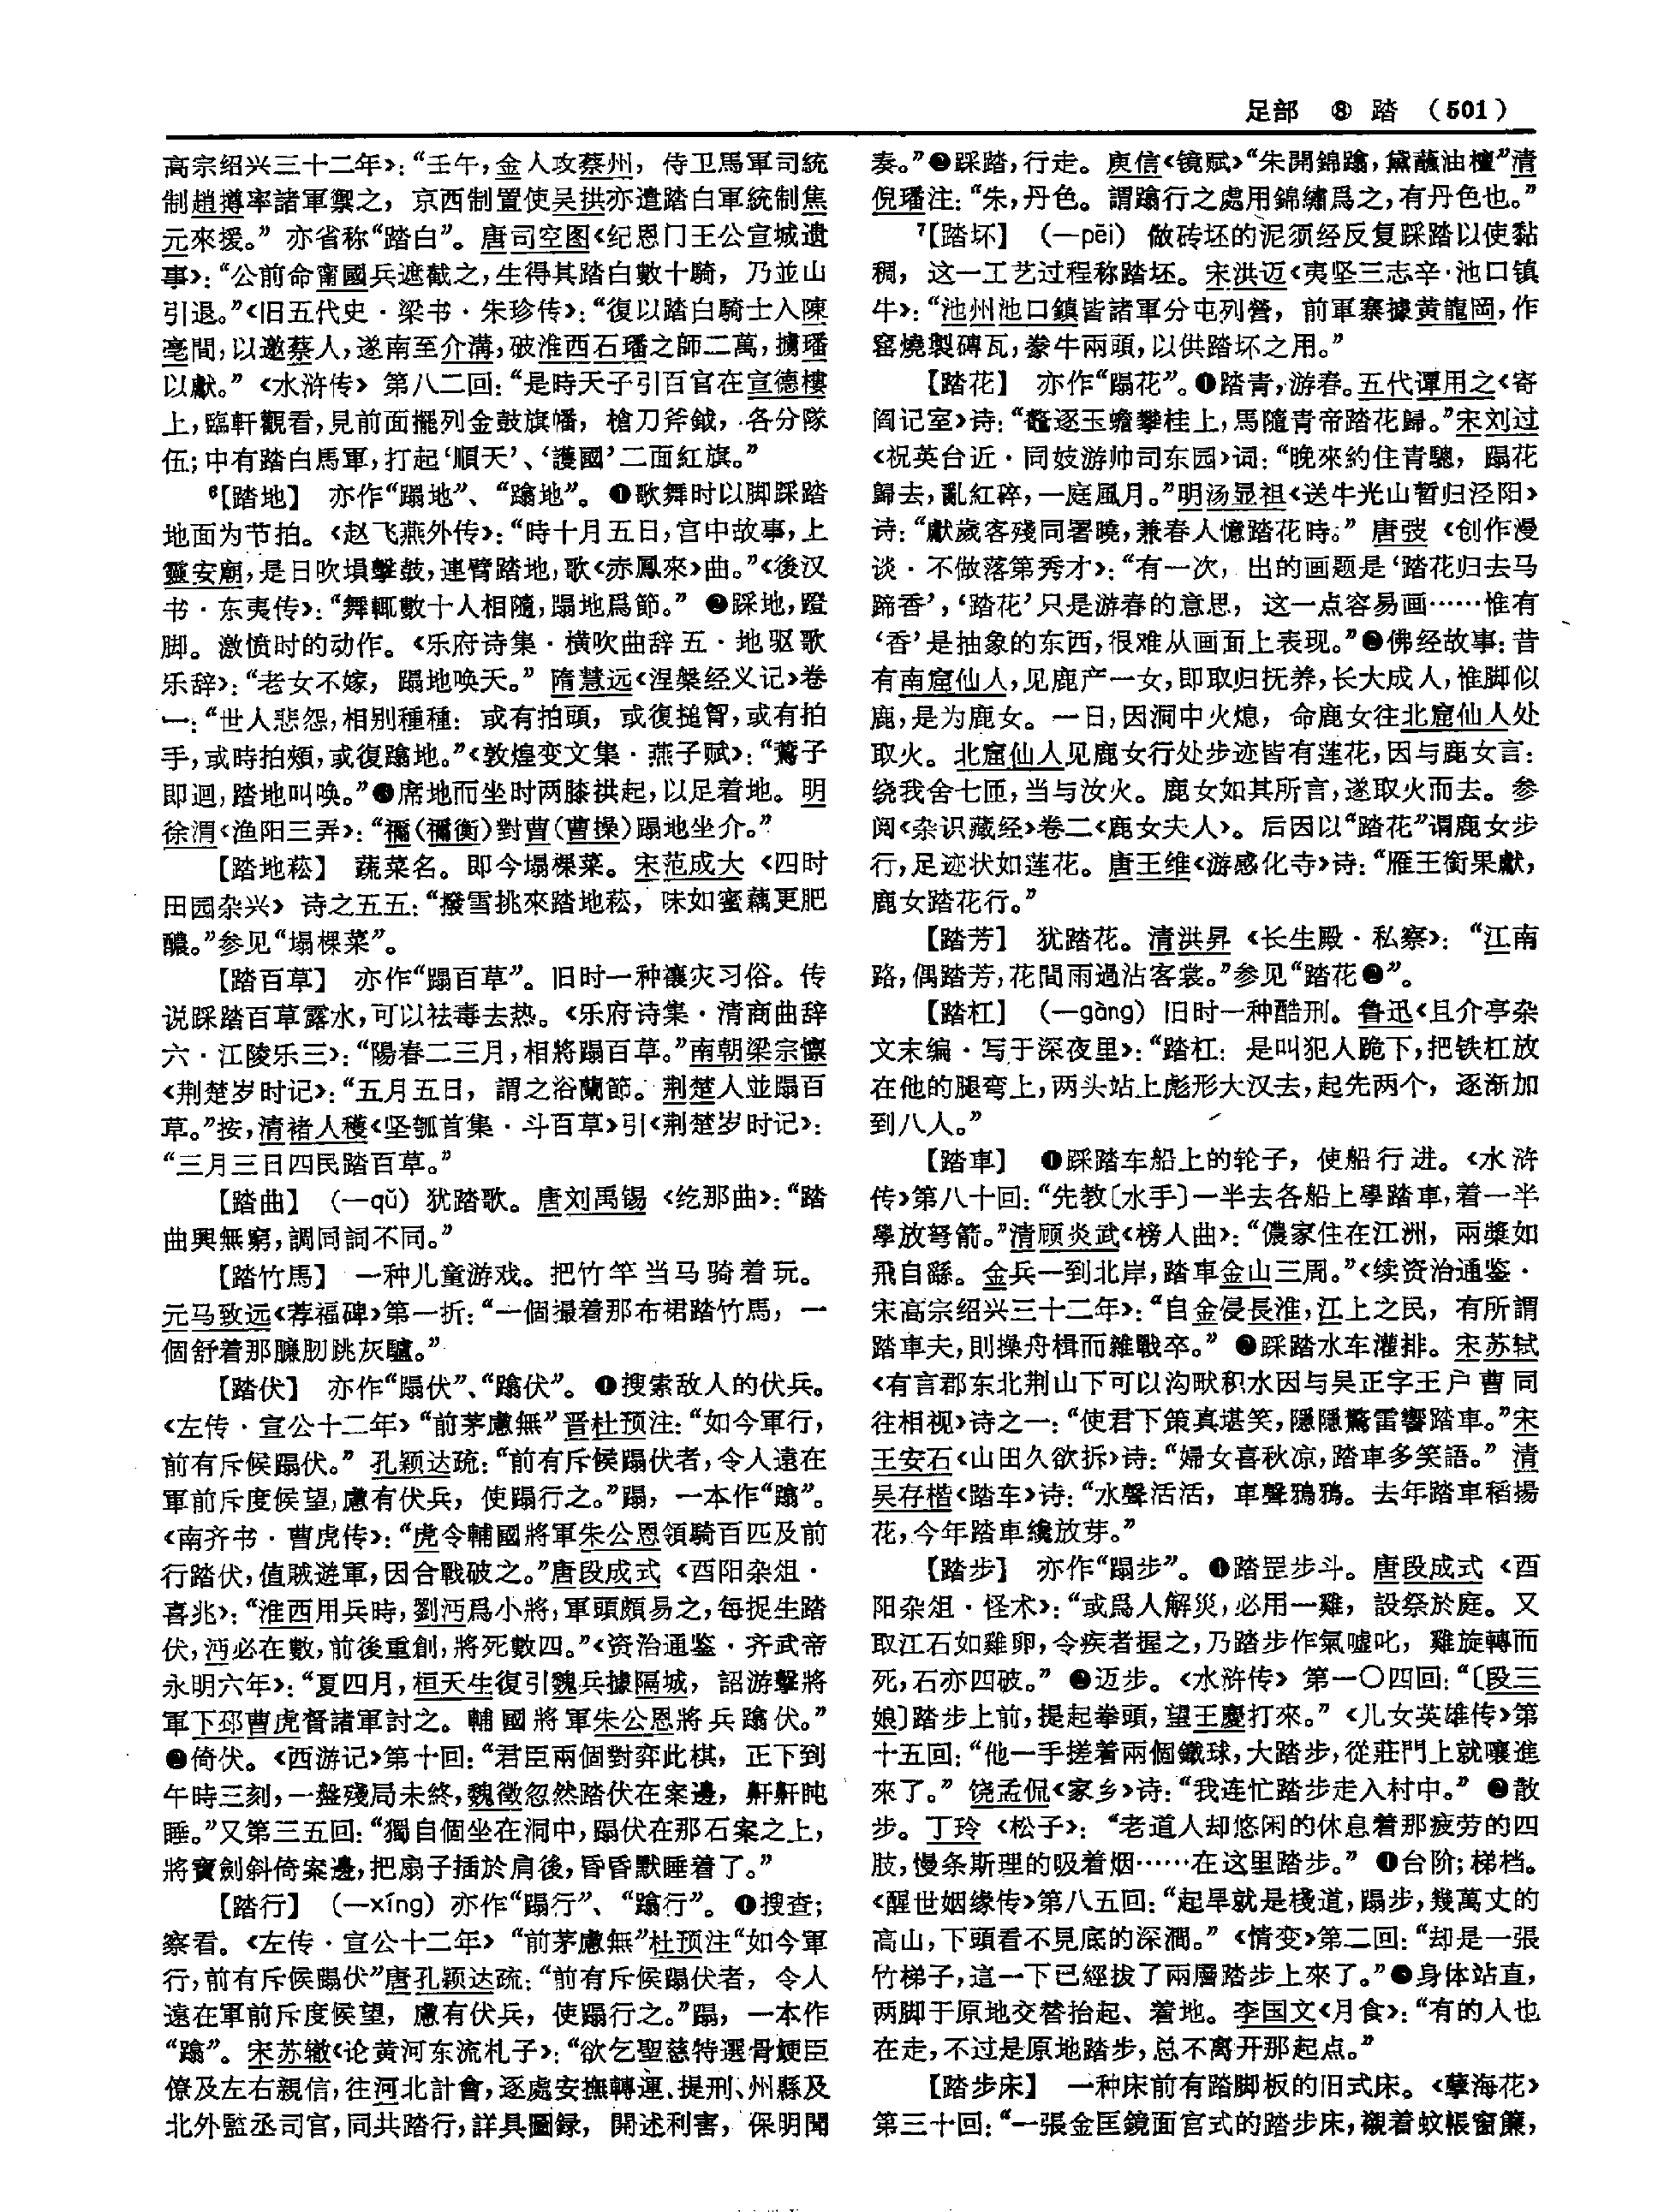 足部 ⑧ 踏 （501）
高宗绍兴三十二年》：“壬午，金人攻蔡州，侍卫馬軍司統
制趙撙率諸軍禦之，京西制置使吴拱亦遣踏白軍統制焦
元來援。”亦省称“踏白”。唐司空图《纪恩门王公宣城遗
事》：“公前命甯國兵遮截之，生得其踏白數十騎，乃並山
引退。”《旧五代史·梁书·朱珍传》：“復以踏白騎士入陳
亳間，以邀蔡人，遂南至介溝，破淮西石璠之師二萬，擄璠
以獻。”《水浒传》第八二回：“是時天子引百官在宣德樓
上，臨軒觀看，見前面擺列金鼓旗幡，槍刀斧鉞，各分隊
伍；中有踏白馬軍，打起‘順天’、‘護國’二面紅旗。”
⁶【踏地】 亦作“蹋地”、“蹹地”。❶歌舞时以脚踩踏
地面为节拍。《赵飞燕外传》：“時十月五日，宫中故事，上
靈安廟，是日吹塤擊鼓，連臂踏地，歌《赤鳳來》曲。”《後汉
书·东夷传》：“舞輒數十人相隨，蹋地爲節。”❷踩地，蹬
脚。激愤时的动作。《乐府诗集·横吹曲辞五·地驱歌
乐辞》：“老女不嫁，蹋地唤天。”隋慧远《涅槃经义记》卷
一：“世人悲怨，相别種種：或有拍頭，或復搥胷，或有拍
手，或時拍頰，或復蹹地。”《敦煌变文集·燕子赋》：“鷰子
即迴，踏地叫唤。”❸席地而坐时两膝拱起，以足着地。明
徐渭《渔阳三弄》：“禰（禰衡）對曹（曹操）蹋地坐介。”
【踏地菘】 蔬菜名。即今塌棵菜。宋范成大《四时
田园杂兴》诗之五五：“撥雪挑來踏地菘，味如蜜藕更肥
醲。”参见“塌棵菜”。
【踏百草】 亦作“蹋百草”。旧时一种禳灾习俗。传
说踩踏百草露水，可以祛毒去热。《乐府诗集·清商曲辞
六·江陵乐三》：“陽春二三月，相將蹋百草。”南朝梁宗懔
《荆楚岁时记》：“五月五日，謂之浴蘭節。荆楚人並蹋百
草。”按，清褚人穫《坚瓠首集·斗百草》引《荆楚岁时记》：
“三月三日四民踏百草。”
【踏曲】 （—qǔ）犹踏歌。唐刘禹锡《纥那曲》：“踏
曲興無窮，調同詞不同。”
【踏竹馬】 一种儿童游戏。把竹竿当马骑着玩。
元马致远《荐福碑》第一折：“一個撮着那布裙踏竹馬，一
個舒着那臁肕跳灰驢。”
【踏伏】 亦作“蹋伏”、“蹹伏”。❶搜索敌人的伏兵。
《左传·宣公十二年》“前茅慮無”晋杜预注：“如今軍行，
前有斥候蹋伏。”孔颖达疏：“前有斥候蹋伏者，令人遠在
軍前斥度候望，慮有伏兵，使蹋行之。”蹋，一本作“蹹”。
《南齐书·曹虎传》：“虎令輔國將軍朱公恩領騎百匹及前
行踏伏，值賊遊軍，因合戰破之。”唐段成式《酉阳杂俎·
喜兆》：“淮西用兵時，劉沔爲小將，軍頭頗易之，每捉生踏
伏，沔必在數，前後重創，將死數四。”《资治通鉴·齐武帝
永明六年》：“夏四月，桓天生復引魏兵據隔城，詔游擊將
軍下邳曹虎督諸軍討之。輔國將軍朱公恩將兵蹹伏。”
❷倚伏。《西游记》第十回：“君臣兩個對弈此棋，正下到
午時三刻，一盤殘局未終，魏徵忽然踏伏在案邊，鼾鼾盹
睡。”又第三五回：“獨自個坐在洞中，蹋伏在那石案之上，
將寶劍斜倚案邊，把扇子插於肩後，昏昏默睡着了。”
【踏行】 （—xíng）亦作“蹋行”、“蹹行”。❶搜查；
察看。《左传·宣公十二年》“前茅慮無”杜预注“如今軍
行，前有斥候蹋伏”唐孔颖达疏：“前有斥候蹋伏者，令人
遠在軍前斥度候望，慮有伏兵，使蹋行之。”蹋，一本作
“蹹”。宋苏辙《论黄河东流札子》：“欲乞聖慈特選骨鯁臣
僚及左右親信，往河北計會，逐處安撫轉運、提刑、州縣及
北外監丞司官，同共踏行，詳具圖録，開述利害，保明聞
奏。”❷踩踏，行走。庾信《镜赋》“朱開錦蹹，黛蘸油檀”清
倪璠注：“朱，丹色。謂蹹行之處用錦繡爲之，有丹色也。”
⁷【踏坏】 （—pēi）做砖坯的泥须经反复踩踏以使黏
稠，这一工艺过程称踏坯。宋洪迈《夷坚三志辛·池口镇
牛》：“池州池口鎮皆諸軍分屯列營，前軍寨據黄龍岡，作
窑燒製磚瓦，豢牛兩頭，以供踏坏之用。”
【踏花】 亦作“蹋花”。❶踏青，游春。五代谭用之《寄
阎记室》诗：“鼇逐玉蟾攀桂上，馬隨青帝踏花歸。”宋刘过
《祝英台近·同妓游帅司东园》词：“晚來約住青驄，蹋花
歸去，亂紅碎，一庭風月。”明汤显祖《送牛光山暂归泾阳》
诗：“獻歲客殘同署曉，兼春人憶踏花時。”唐弢《创作漫
谈·不做落第秀才》：“有一次，出的画题是‘踏花归去马
蹄香’，‘踏花’只是游春的意思，这一点容易画……惟有
‘香’是抽象的东西，很难从画面上表现。”❷佛经故事：昔
有南窟仙人，见鹿产一女，即取归抚养，长大成人，惟脚似
鹿，是为鹿女。一日，因洞中火熄，命鹿女往北窟仙人处
取火。北窟仙人见鹿女行处步迹皆有莲花，因与鹿女言：
绕我舍七匝，当与汝火。鹿女如其所言，遂取火而去。参
阅《杂识藏经》卷二《鹿女夫人》。后因以“踏花”谓鹿女步
行，足迹状如莲花。唐王维《游感化寺》诗：“雁王銜果獻，
鹿女踏花行。”
【踏芳】 犹踏花。清洪昇《长生殿·私察》：“江南
路，偶踏芳，花間雨過沾客裳。”参见“踏花❷”。
【踏杠】 （—gàng）旧时一种酷刑。鲁迅《且介亭杂
文末编·写于深夜里》：“踏杠：是叫犯人跪下，把铁杠放
在他的腿弯上，两头站上彪形大汉去，起先两个，逐渐加
到八人。”
【踏車】 ❶踩踏车船上的轮子，使船行进。《水浒
传》第八十回：“先教〔水手〕一半去各船上學踏車，着一半
學放弩箭。”清顾炎武《榜人曲》：“儂家住在江洲，兩槳如
飛自繇。金兵一到北岸，踏車金山三周。”《续资治通鉴·
宋高宗绍兴三十二年》：“自金侵長淮，江上之民，有所謂
踏車夫，則操舟楫而雜戰卒。”❷踩踏水车灌排。宋苏轼
《有言郡东北荆山下可以沟畎积水因与吴正字王户曹同
往相视》诗之一：“使君下策真堪笑，隱隱驚雷響踏車。”宋
王安石《山田久欲拆》诗：“婦女喜秋凉，踏車多笑語。”清
吴存楷《踏车》诗：“水聲活活，車聲鴉鴉。去年踏車稻揚
花，今年踏車纔放芽。”
【踏步】 亦作“蹋步”。❶踏罡步斗。唐段成式《酉
阳杂俎·怪术》：“或爲人解災，必用一雞，設祭於庭。又
取江石如雞卵，令疾者握之，乃踏步作氣噓叱，雞旋轉而
死，石亦四破。”❷迈步。《水浒传》第一〇四回：“〔段三
娘〕踏步上前，提起拳頭，望王慶打來。”《儿女英雄传》第
十五回：“他一手搓着兩個鐵球，大踏步，從莊門上就嚷進
來了。”饶孟侃《家乡》诗：“我连忙踏步走入村中。”❸散
步。丁玲《松子》：“老道人却悠闲的休息着那疲劳的四
肢，慢条斯理的吸着烟……在这里踏步。”❹台阶；梯档。
《醒世姻缘传》第八五回：“起旱就是棧道，蹋步，幾萬丈的
高山，下頭看不見底的深澗。”《情变》第二回：“却是一張
竹梯子，這一下已經拔了兩層踏步上來了。”❺身体站直，
两脚于原地交替抬起、着地。李国文《月食》：“有的人也
在走，不过是原地踏步，总不离开那起点。”
【踏步床】 一种床前有踏脚板的旧式床。《孽海花》
第三十回：“一張金匡鏡面宫式的踏步床，襯着蚊帳窗簾，